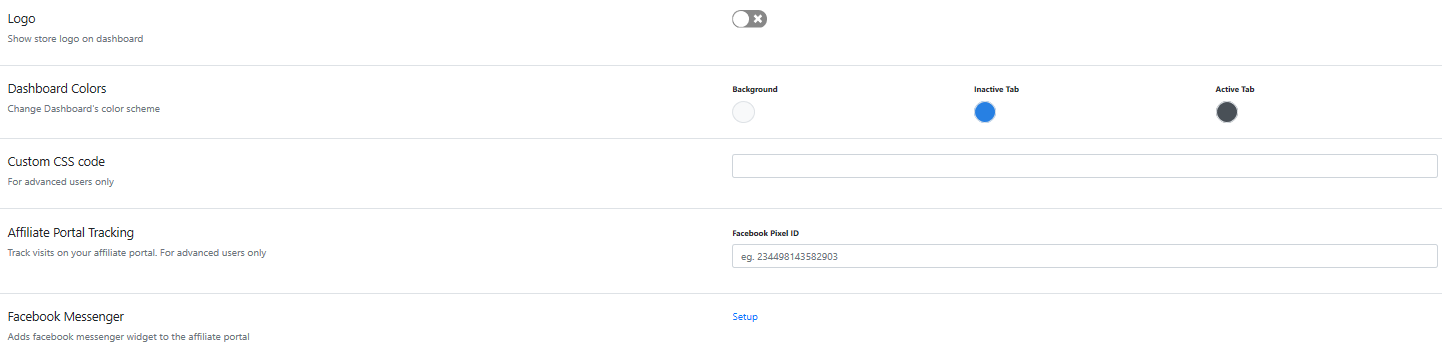 Logo
Show store logo on dashboard
Dashboard Colors
Change Dashboard's color scheme
Background
Inactive Tab
Active Tab
Custom CSS code
For advanced users only
Affiliate Portal Tracking
Track visits on your affiliate portal. For advanced users only
Facebook Pixel ID
eg. 234498143582903
Facebook Messenger
Adds facebook messenger widget to the affiliate portal
Setup